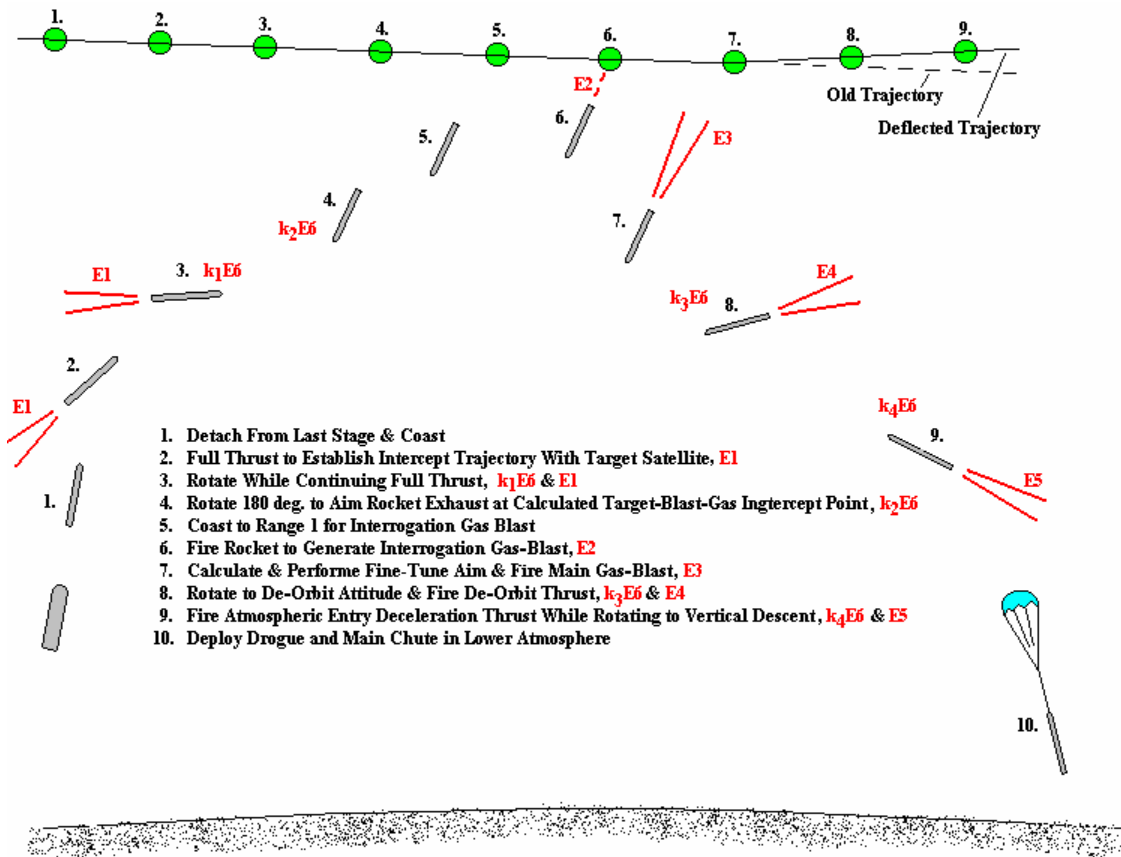 1. 2. 3. 4. 5. 6. 7. 8. 9.
Old Trajectory
Deflected Trajectory
E2
6.
5.
E3
4.
k2E6
7.
E1
3. k1E6
E4
k3E6
8.
2.
E1
k4E6
9.
E5
1.
1. Detach From Last Stage & Coast
2. Full Thrust to Establish Intercept Trajectory With Target Satellite, E1
3. Rotate While Continuing Full Thrust, k1E6 & E1
4. Rotate 180 deg. to Aim Rocket Exhaust at Calculated Target-Blast-Gas Ingtercept Point, k2E6
5. Coast to Range 1 for Interrogation Gas Blast
6. Fire Rocket to Generate Interrogation Gas-Blast, E2
7. Calculate & Performe Fine-Tune Aim & Fire Main Gas-Blast, E3
8. Rotate to De-Orbit Attitude & Fire De-Orbit Thrust, k3E6 & E4
9. Fire Atmospheric Entry Deceleration Thrust While Rotating to Vertical Descent, k4E6 & E5
10. Deploy Drogue and Main Chute in Lower Atmosphere
10.